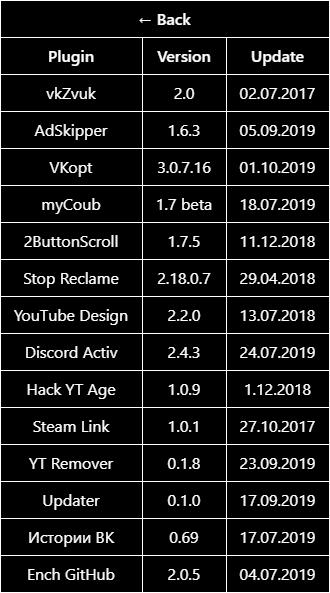 ← Back
Plugin Version Update
vkZvuk 2.0 02.07.2017
AdSkipper 1.6.3 05.09.2019
VKopt 3.0.7.16 01.10.2019
myCoub 1.7 beta 18.07.2019
2ButtonScroll 1.7.5 11.12.2018
Stop Reclame 2.18.0.7 29.04.2018
YouTube Design 2.2.0 13.07.2018
Discord Activ 2.4.3 24.07.2019
Hack YT Age 1.0.9 1.12.2018
Steam Link 1.0.1 27.10.2017
YT Remover 0.1.8 23.09.2019
Updater 0.1.0 17.09.2019
Истории ВК 0.69 17.07.2019
Ench GitHub 2.0.5 04.07.2019